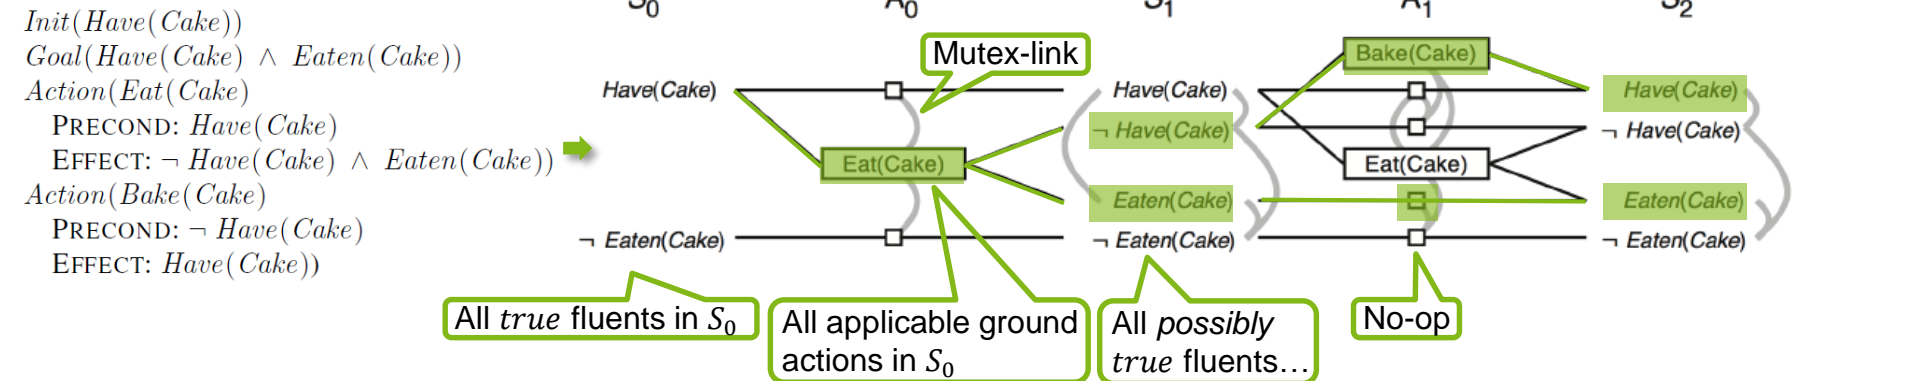 S₀ A₀ S₁ A₁ S₂
Init(Have(Cake))
Goal(Have(Cake) ∧ Eaten(Cake))
Action(Eat(Cake)
PRECOND: Have(Cake)
EFFECT: ¬ Have(Cake) ∧ Eaten(Cake))
Action(Bake(Cake)
PRECOND: ¬ Have(Cake)
EFFECT: Have(Cake))
Mutex-link
Bake(Cake)
Have(Cake) Have(Cake) Have(Cake)
¬ Have(Cake) ¬ Have(Cake)
Eat(Cake) Eat(Cake)
Eaten(Cake) Eaten(Cake)
¬ Eaten(Cake) ¬ Eaten(Cake) ¬ Eaten(Cake)
All true fluents in S₀
All applicable ground
actions in S₀
All possibly
true fluents…
No-op